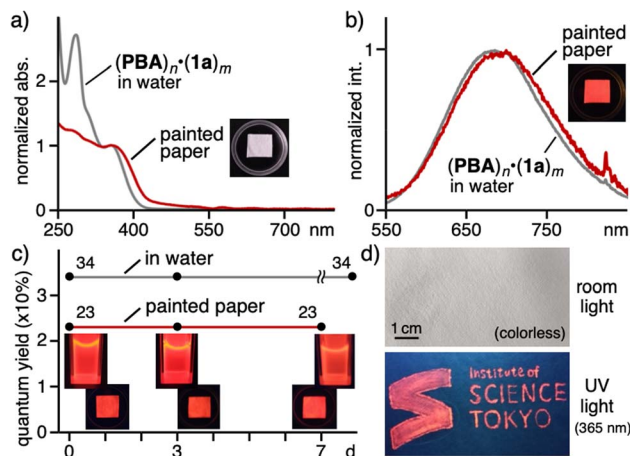 a)
normalized abs.
2
1
0
(PBA)n•(1a)m
in water
painted
paper
250
400
550
700
nm
b)
normalized int.
1
0
painted
paper
(PBA)n•(1a)m
in water
550
650
750
nm
c)
quantum yield (x10%)
3
2
1
0
34
in water
34
23
painted paper
23
0
3
7
d
d)
1 cm
(colorless)
room
light
Institute of
SCIENCE
TOKYO
UV
light
(365 nm)